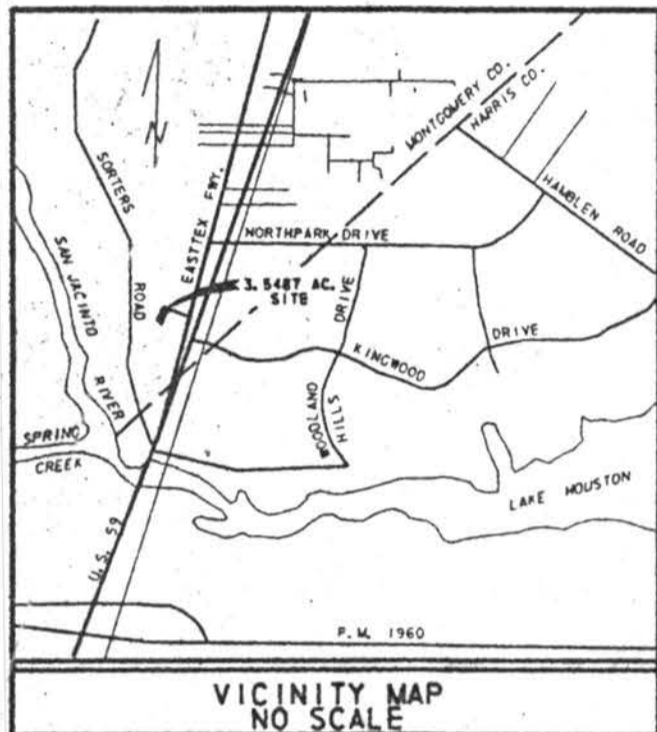 MONTGOMERY CO.
HARRIS CO.
N
SORTERS
ROAD
EASTTEX FWY.
HAMBLEN ROAD
SAN JACINTO
RIVER
NORTHPARK DRIVE
3.5487 AC.
SITE
DRIVE
WOODLAND
HILLS
KINGWOOD
DRIVE
SPRING
CREEK
LAKE HOUSTON
U.S. 59
F.M. 1960
VICINITY MAP
NO SCALE